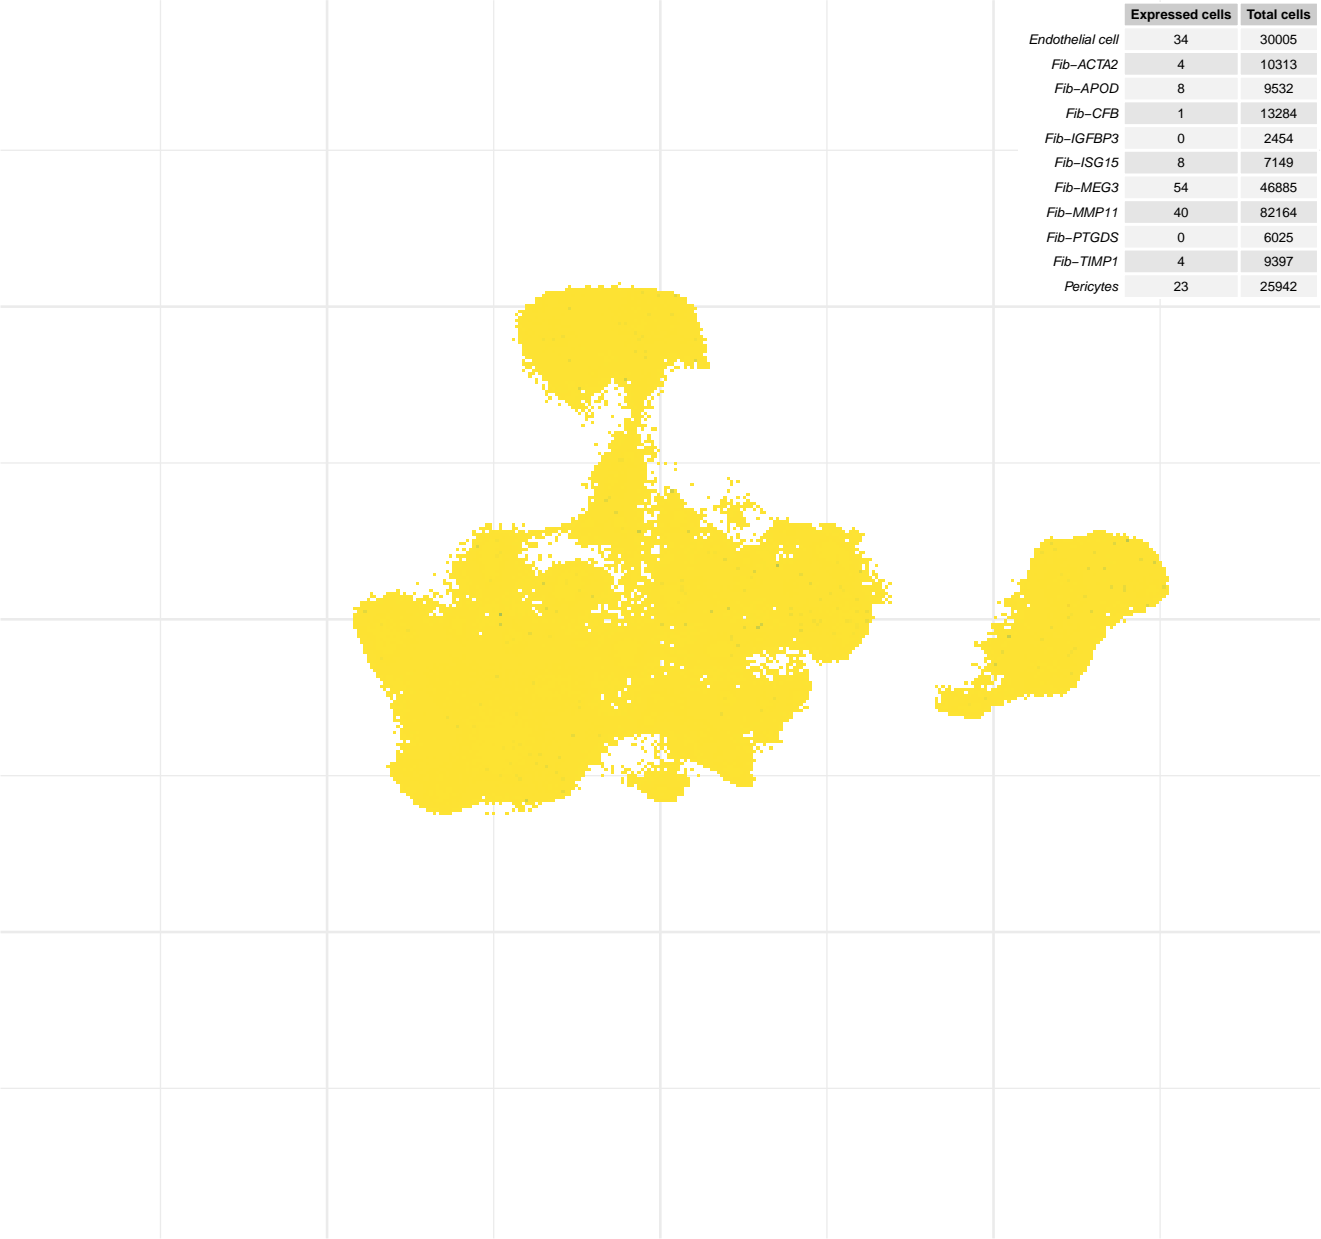 Expressed cells Total cells
Endothelial cell 34 30005
Fib−ACTA2 4 10313
Fib−APOD 8 9532
Fib−CFB 1 13284
Fib−IGFBP3 0 2454
Fib−ISG15 8 7149
Fib−MEG3 54 46885
Fib−MMP11 40 82164
Fib−PTGDS 0 6025
Fib−TIMP1 4 9397
Pericytes 23 25942